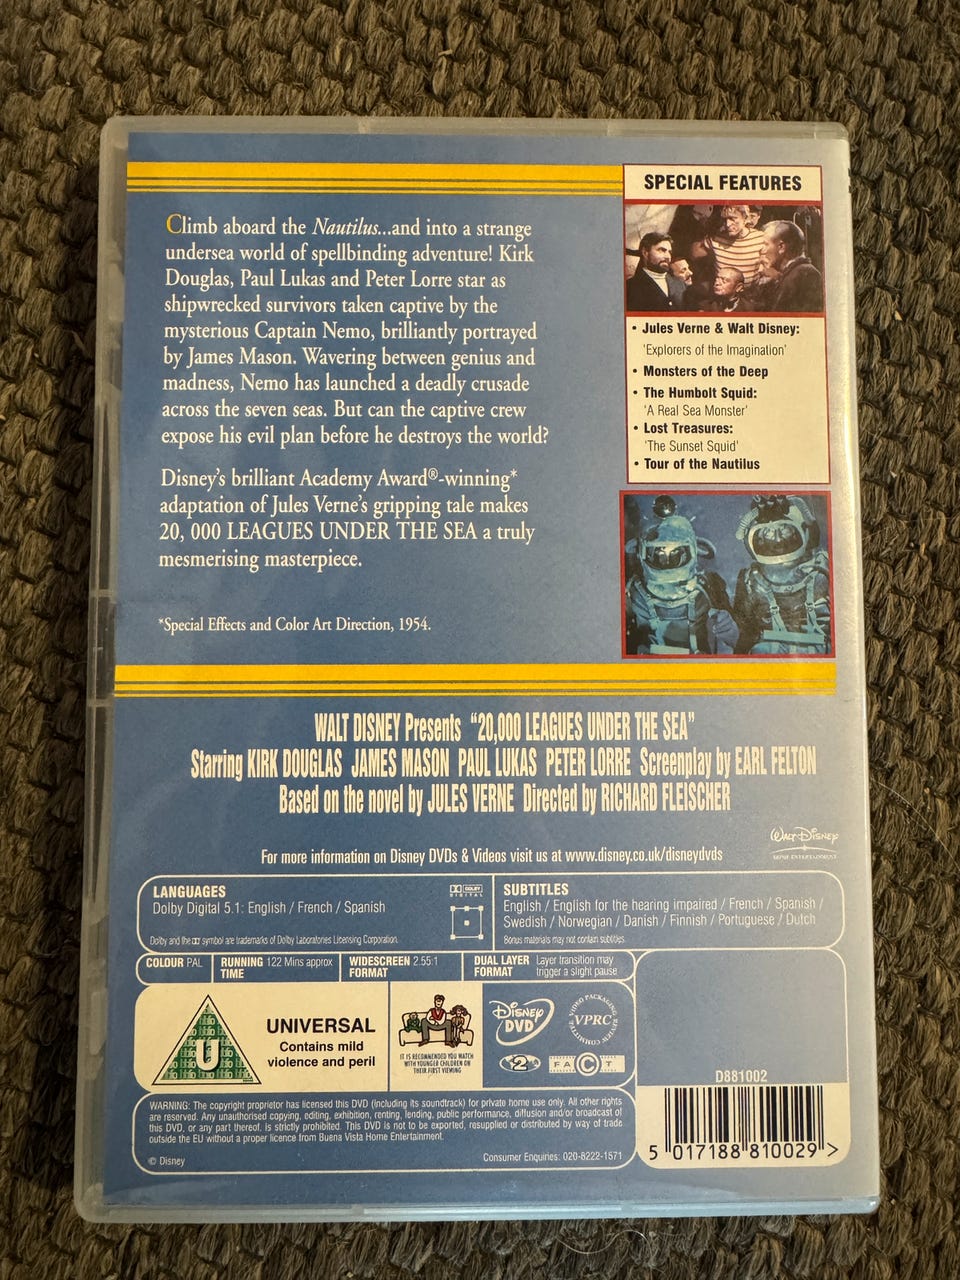 Climb aboard the Nautilus...and into a strange
undersea world of spellbinding adventure! Kirk
Douglas, Paul Lukas and Peter Lorre star as
shipwrecked survivors taken captive by the
mysterious Captain Nemo, brilliantly portrayed
by James Mason. Wavering between genius and
madness, Nemo has launched a deadly crusade
across the seven seas. But can the captive crew
expose his evil plan before he destroys the world?
Disney's brilliant Academy Award®-winning*
adaptation of Jules Verne's gripping tale makes
20, 000 LEAGUES UNDER THE SEA a truly
mesmerising masterpiece.
*Special Effects and Color Art Direction, 1954.
SPECIAL FEATURES
• Jules Verne & Walt Disney:
'Explorers of the Imagination'
• Monsters of the Deep
• The Humbolt Squid:
'A Real Sea Monster'
• Lost Treasures:
'The Sunset Squid'
• Tour of the Nautilus
WALT DISNEY Presents "20,000 LEAGUES UNDER THE SEA"
Starring KIRK DOUGLAS JAMES MASON PAUL LUKAS PETER LORRE Screenplay by EARL FELTON
Based on the novel by JULES VERNE Directed by RICHARD FLEISCHER
WALT DISNEY
HOME ENTERTAINMENT
For more information on Disney DVDs & Videos visit us at www.disney.co.uk/disneydvds
LANGUAGES
Dolby Digital 5.1: English / French / Spanish
DOLBY
DIGITAL
Dolby and the symbol are trademarks of Dolby Laboratories Licensing Corporation.
SUBTITLES
English / English for the hearing impaired / French / Spanish /
Swedish / Norwegian / Danish / Finnish / Portuguese / Dutch
Bonus materials may not contain subtitles.
COLOUR PAL
RUNNING 122 Mins approx
TIME
WIDESCREEN 2.55:1
FORMAT
DUAL LAYER Layer transition may
FORMAT trigger a slight pause
U
UNIVERSAL
Contains mild
violence and peril
IT IS RECOMMENDED YOU WATCH
WITH YOUNGER CHILDREN ON
THEIR FIRST VIEWING
DISNEY
DVD
VIDEO PACKAGING REVIEW COMMITTEE
VPRC
2
FACT
WARNING: The copyright proprietor has licensed this DVD (including its soundtrack) for private home use only. All other rights
are reserved. Any unauthorised copying, editing, exhibition, renting, lending, public performance, diffusion and/or broadcast of
this DVD, or any part thereof, is strictly prohibited. This DVD is not to be exported, resupplied or distributed by way of trade
outside the EU without a proper licence from Buena Vista Home Entertainment.
© Disney
Consumer Enquiries: 020-8222-1571
D881002
5 017188 810029 >